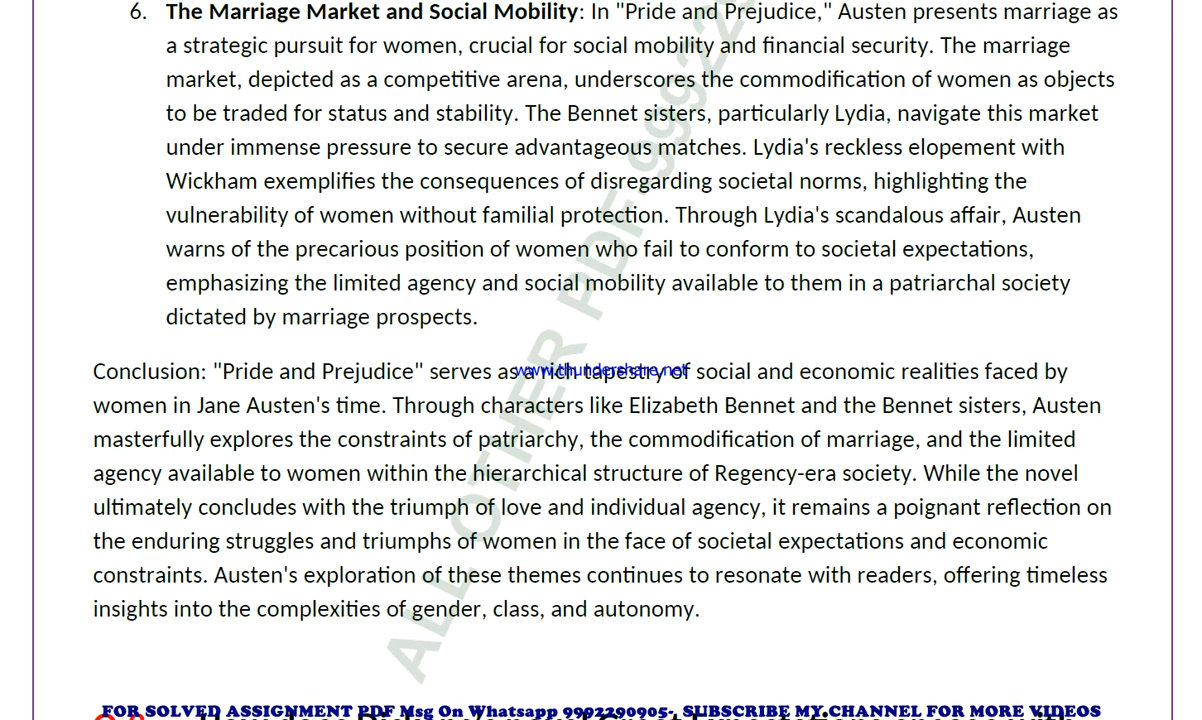 6. The Marriage Market and Social Mobility: In "Pride and Prejudice," Austen presents marriage as
a strategic pursuit for women, crucial for social mobility and financial security. The marriage
market, depicted as a competitive arena, underscores the commodification of women as objects
to be traded for status and stability. The Bennet sisters, particularly Lydia, navigate this market
under immense pressure to secure advantageous matches. Lydia's reckless elopement with
Wickham exemplifies the consequences of disregarding societal norms, highlighting the
vulnerability of women without familial protection. Through Lydia's scandalous affair, Austen
warns of the precarious position of women who fail to conform to societal expectations,
emphasizing the limited agency and social mobility available to them in a patriarchal society
dictated by marriage prospects.
Conclusion: "Pride and Prejudice" serves as a rich tapestry of social and economic realities faced by
www.thundershare.net
women in Jane Austen's time. Through characters like Elizabeth Bennet and the Bennet sisters, Austen
masterfully explores the constraints of patriarchy, the commodification of marriage, and the limited
agency available to women within the hierarchical structure of Regency-era society. While the novel
ultimately concludes with the triumph of love and individual agency, it remains a poignant reflection on
the enduring struggles and triumphs of women in the face of societal expectations and economic
constraints. Austen's exploration of these themes continues to resonate with readers, offering timeless
insights into the complexities of gender, class, and autonomy.
ALL OTHER PDF-99922
FOR SOLVED ASSIGNMENT PDF Msg On Whatsapp 9992290905-, SUBSCRIBE MY CHANNEL FOR MORE VIDEOS